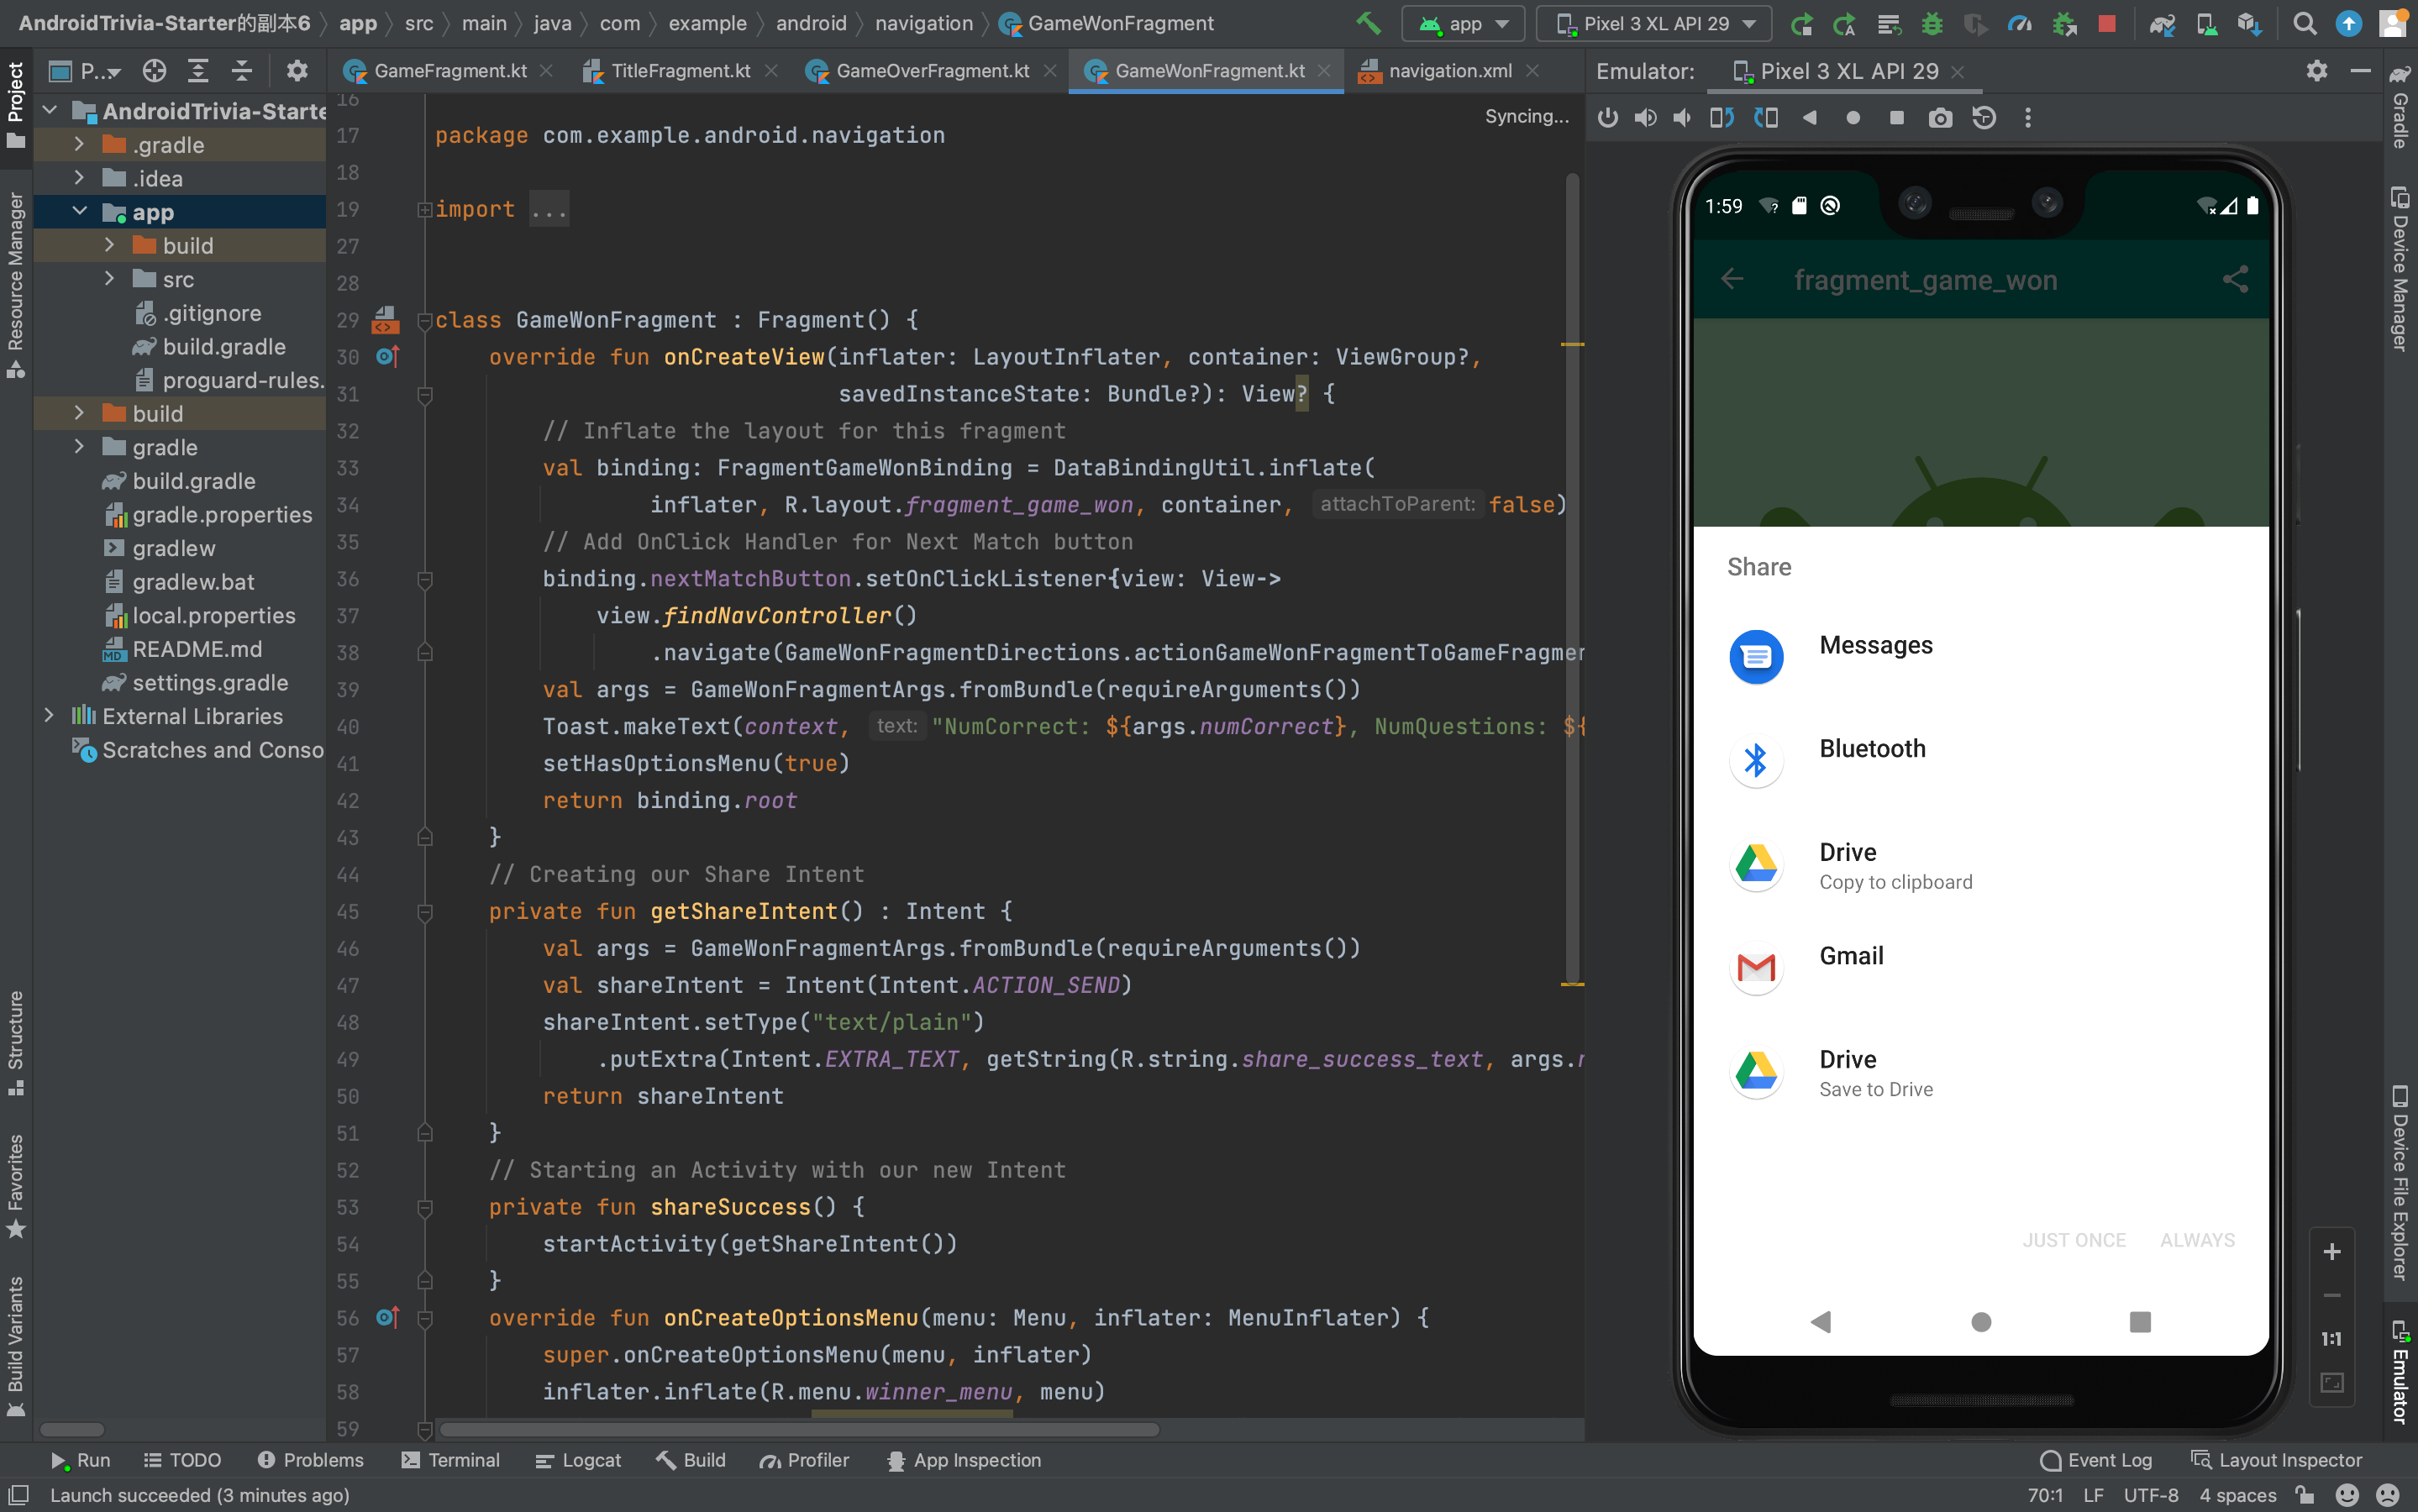 AndroidTrivia-Starter的副本6 app src main java com example android navigation GameWonFragment app Pixel 3 XL API 29
P... GameFragment.kt TitleFragment.kt GameOverFragment.kt GameWonFragment.kt navigation.xml Emulator: Pixel 3 XL API 29
Project
Resource Manager
Structure
Favorites
Build Variants
AndroidTrivia-Starte
.gradle
.idea
app
build
src
.gitignore
build.gradle
proguard-rules.
build
gradle
build.gradle
gradle.properties
gradlew
gradlew.bat
local.properties
README.md
settings.gradle
External Libraries
Scratches and Conso
Syncing...
16
17 package com.example.android.navigation
18
19 import ...
27
28
29 class GameWonFragment : Fragment() {
30 override fun onCreateView(inflater: LayoutInflater, container: ViewGroup?,
31 savedInstanceState: Bundle?): View? {
32 // Inflate the layout for this fragment
33 val binding: FragmentGameWonBinding = DataBindingUtil.inflate(
34 inflater, R.layout.fragment_game_won, container, attachToParent: false)
35 // Add OnClick Handler for Next Match button
36 binding.nextMatchButton.setOnClickListener{view: View->
37 view.findNavController()
38 .navigate(GameWonFragmentDirections.actionGameWonFragmentToGameFragmen
39 val args = GameWonFragmentArgs.fromBundle(requireArguments())
40 Toast.makeText(context, text: "NumCorrect: ${args.numCorrect}, NumQuestions: ${
41 setHasOptionsMenu(true)
42 return binding.root
43 }
44 // Creating our Share Intent
45 private fun getShareIntent() : Intent {
46 val args = GameWonFragmentArgs.fromBundle(requireArguments())
47 val shareIntent = Intent(Intent.ACTION_SEND)
48 shareIntent.setType("text/plain")
49 .putExtra(Intent.EXTRA_TEXT, getString(R.string.share_success_text, args.n
50 return shareIntent
51 }
52 // Starting an Activity with our new Intent
53 private fun shareSuccess() {
54 startActivity(getShareIntent())
55 }
56 override fun onCreateOptionsMenu(menu: Menu, inflater: MenuInflater) {
57 super.onCreateOptionsMenu(menu, inflater)
58 inflater.inflate(R.menu.winner_menu, menu)
59
1:59
fragment_game_won
Share
Messages
Bluetooth
Drive
Copy to clipboard
Gmail
Drive
Save to Drive
JUST ONCE ALWAYS
1:1
Gradle
Device Manager
Device File Explorer
Emulator
Run TODO Problems Terminal Logcat Build Profiler App Inspection Event Log Layout Inspector
Launch succeeded (3 minutes ago) 70:1 LF UTF-8 4 spaces